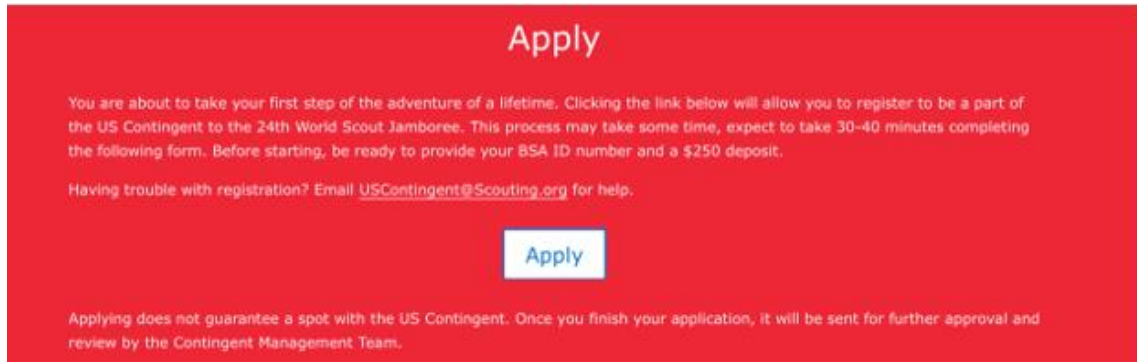 Apply
You are about to take your first step of the adventure of a lifetime. Clicking the link below will allow you to register to be a part of
the US Contingent to the 24th World Scout Jamboree. This process may take some time, expect to take 30-40 minutes completing
the following form. Before starting, be ready to provide your BSA ID number and a $250 deposit.
Having trouble with registration? Email USContingent@Scouting.org for help.
Apply
Applying does not guarantee a spot with the US Contingent. Once you finish your application, it will be sent for further approval and
review by the Contingent Management Team.